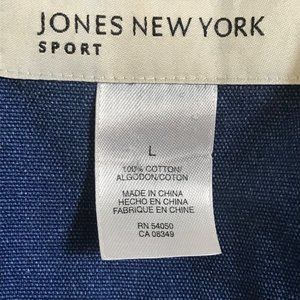 JONES NEW YORK
SPORT
L
100% COTTON/
ALGODON/COTON
MADE IN CHINA
HECHO EN CHINA
FABRIQUE EN CHINE
RN 54050
CA 08349